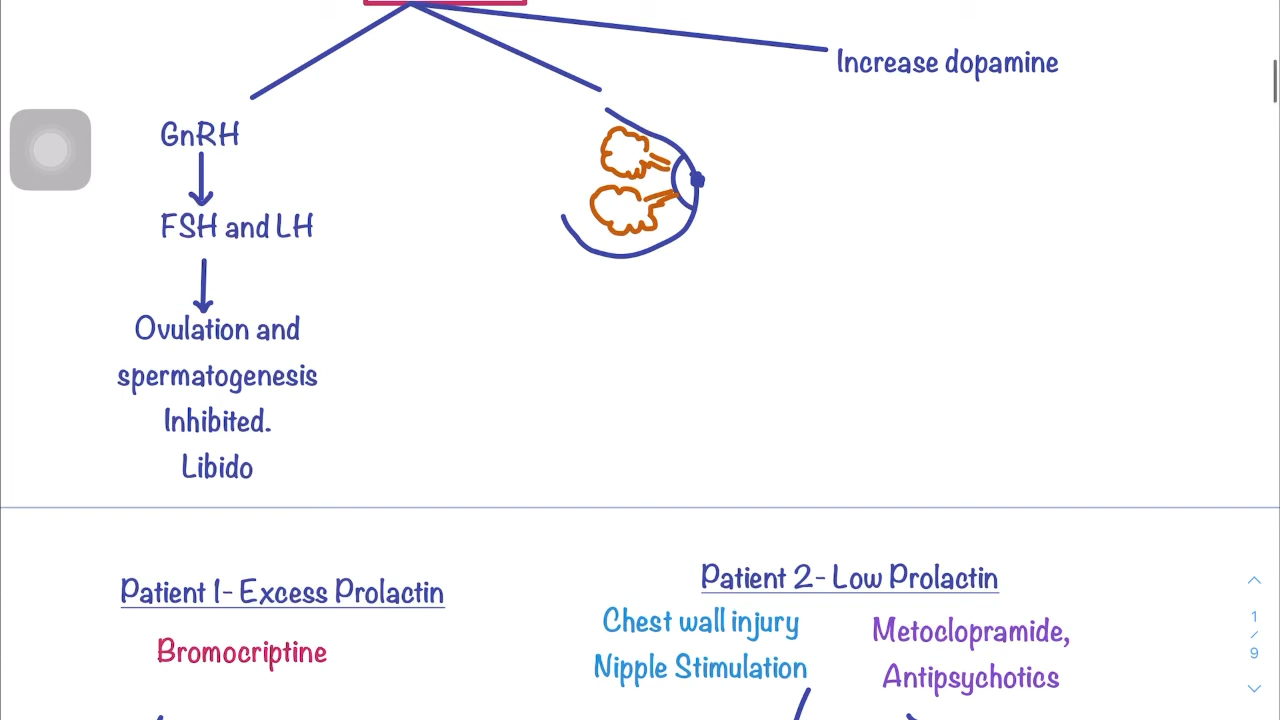 Increase dopamine
GnRH
FSH and LH
Ovulation and
spermatogenesis
Inhibited.
Libido
Patient 1- Excess Prolactin
Bromocriptine
Patient 2- Low Prolactin
Chest wall injury
Nipple Stimulation
Metoclopramide,
Antipsychotics
1
/
9